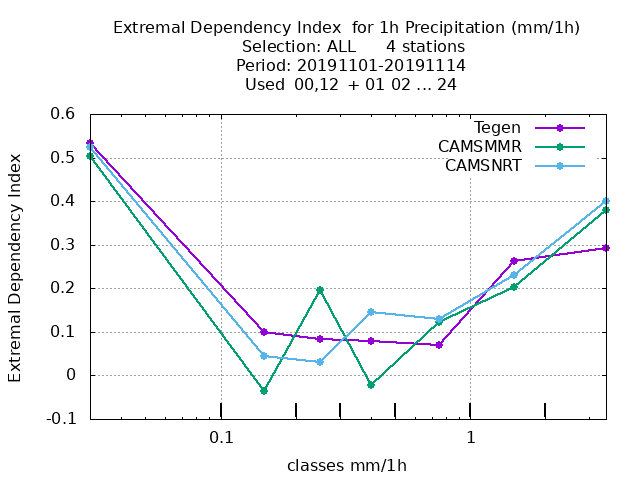 Extremal Dependency Index  for 1h Precipitation (mm/1h)
Selection: ALL      4 stations
Period: 20191101-20191114
Used  00,12  + 01 02 ... 24
Tegen
CAMSMMR
CAMSNRT
0.6
0.5
0.4
0.3
0.2
0.1
0
-0.1
Extremal Dependency Index
0.1 1
classes mm/1h